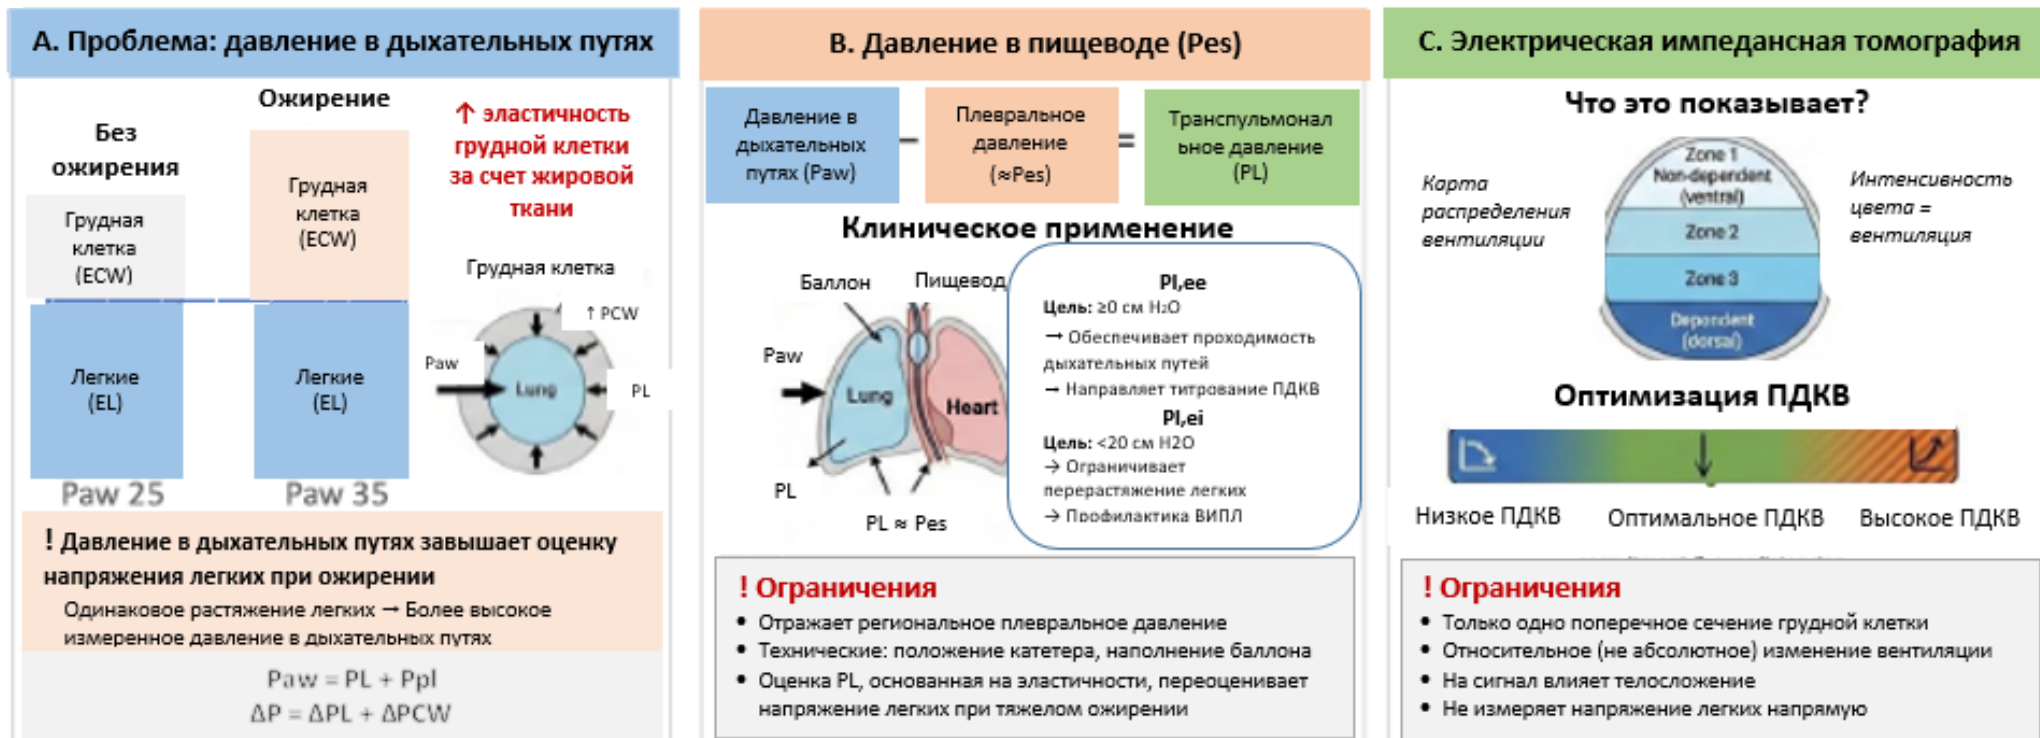 А. Проблема: давление в дыхательных путях
Без
ожирения
Ожирение
↑ эластичность
грудной клетки
за счет жировой
ткани
Грудная
клетка
(ECW)
Грудная
клетка
(ECW)
Легкие
(EL)
Легкие
(EL)
Paw 25
Paw 35
Грудная клетка
↑ PCW
Paw
Lung
PL
! Давление в дыхательных путях завышает оценку
напряжения легких при ожирении
Одинаковое растяжение легких → Более высокое
измеренное давление в дыхательных путях
Paw = PL + Ppl
ΔP = ΔPL + ΔPCW
В. Давление в пищеводе (Pes)
Давление в
дыхательных
путях (Paw)
–
Плевральное
давление
(≈Pes)
=
Транспульмонал
ьное давление
(PL)
Клиническое применение
Баллон
Пищевод
Paw
Lung
Heart
PL
PL ≈ Pes
Pl,ee
Цель: ≥0 см H₂O
→ Обеспечивает проходимость
дыхательных путей
→ Направляет титрование ПДКВ
Pl,ei
Цель: <20 см H2O
→ Ограничивает
перерастяжение легких
→ Профилактика ВИПЛ
! Ограничения
• Отражает региональное плевральное давление
• Технические: положение катетера, наполнение баллона
• Оценка PL, основанная на эластичности, переоценивает
напряжение легких при тяжелом ожирении
С. Электрическая импедансная томография
Что это показывает?
Карта
распределения
вентиляции
Zone 1
Non-dependent
(ventral)
Zone 2
Zone 3
Dependent
(dorsal)
Интенсивность
цвета =
вентиляция
Оптимизация ПДКВ
Низкое ПДКВ
Оптимальное ПДКВ
Высокое ПДКВ
! Ограничения
• Только одно поперечное сечение грудной клетки
• Относительное (не абсолютное) изменение вентиляции
• На сигнал влияет телосложение
• Не измеряет напряжение легких напрямую